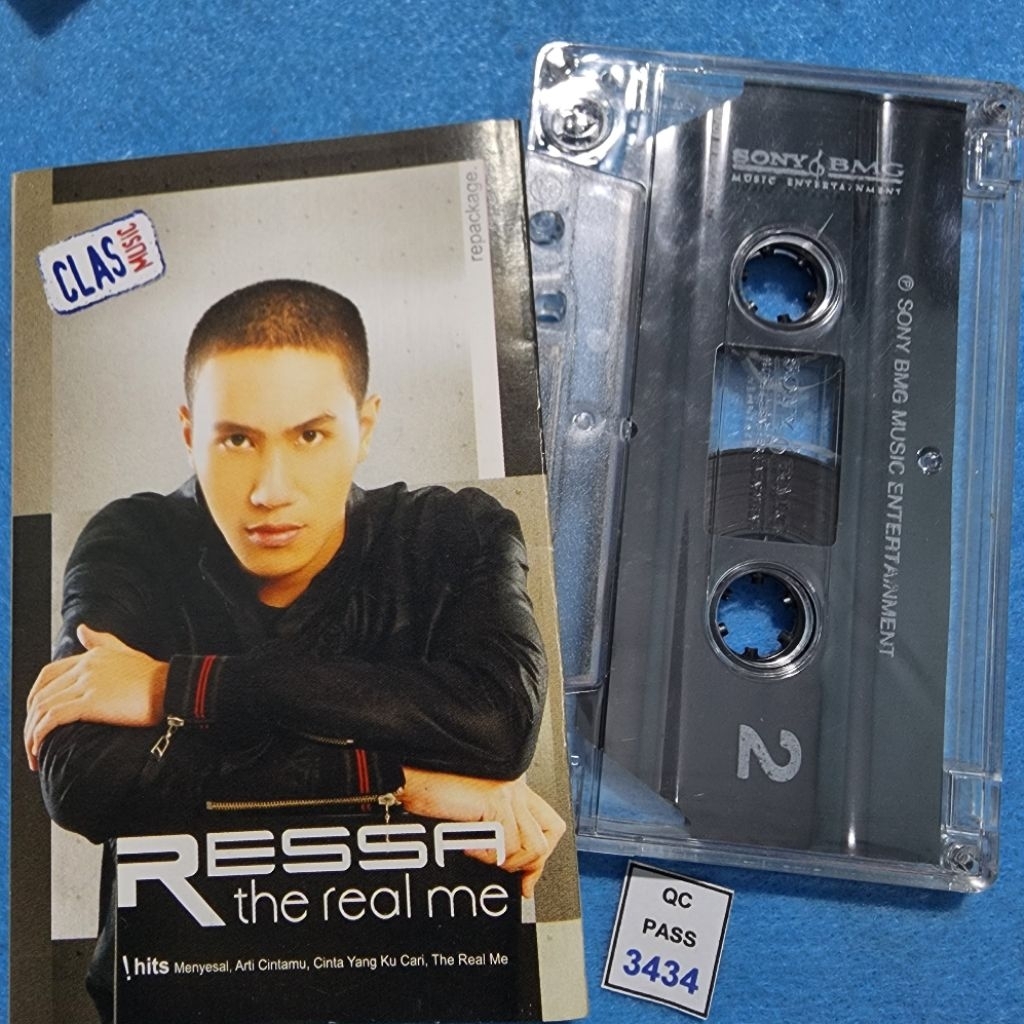 repackage.
CLAS
MUSIC
RESSA
the real me
!hits Menyesal, Arti Cintamu, Cinta Yang Ku Cari, The Real Me
SONY BMG
MUSIC ENTERTAINMENT
℗ SONY BMG MUSIC ENTERTAINMENT
2
QC
PASS
3434